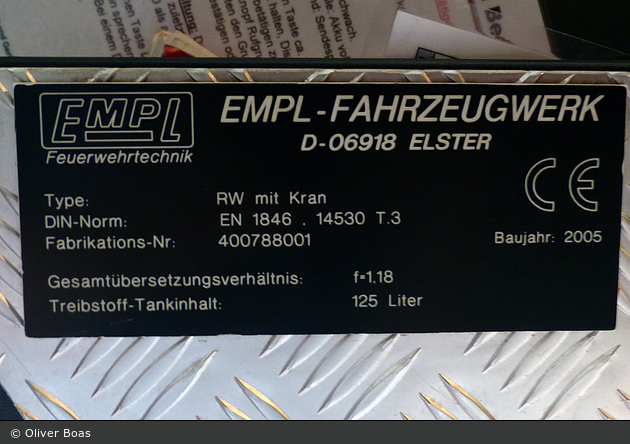 EMPL
Feuerwehrtechnik
EMPL-FAHRZEUGWERK
D-06918 ELSTER
CE
Type: RW mit Kran
DIN-Norm: EN 1846 . 14530 T.3
Fabrikations-Nr: 400788001
Baujahr: 2005
Gesamtübersetzungsverhältnis: f=1.18
Treibstoff-Tankinhalt: 125 Liter
© Oliver Boas